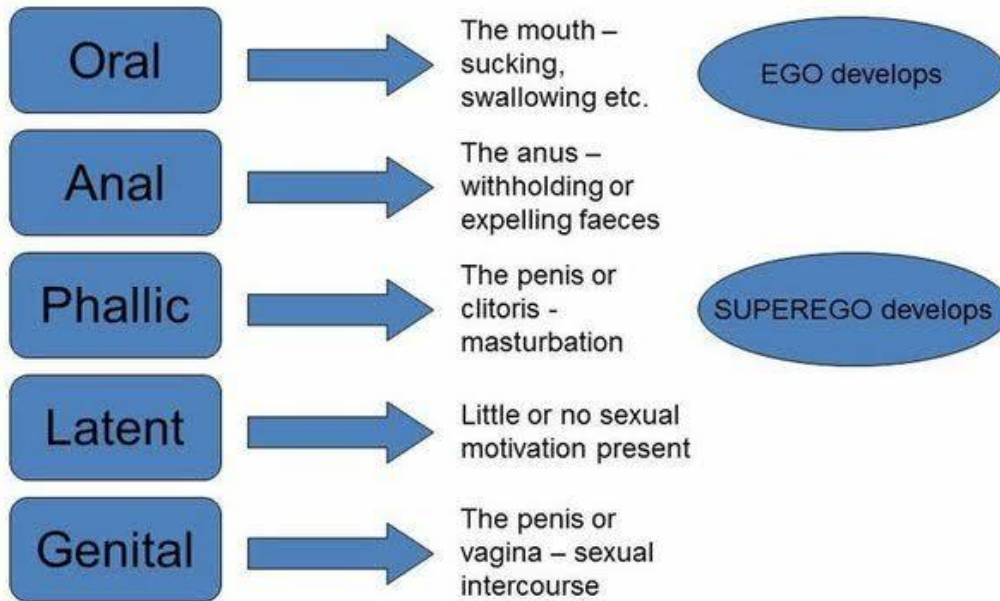 Oral
The mouth –
sucking,
swallowing etc.
EGO develops
Anal
The anus –
withholding or
expelling faeces
Phallic
The penis or
clitoris -
masturbation
SUPEREGO develops
Latent
Little or no sexual
motivation present
Genital
The penis or
vagina – sexual
intercourse